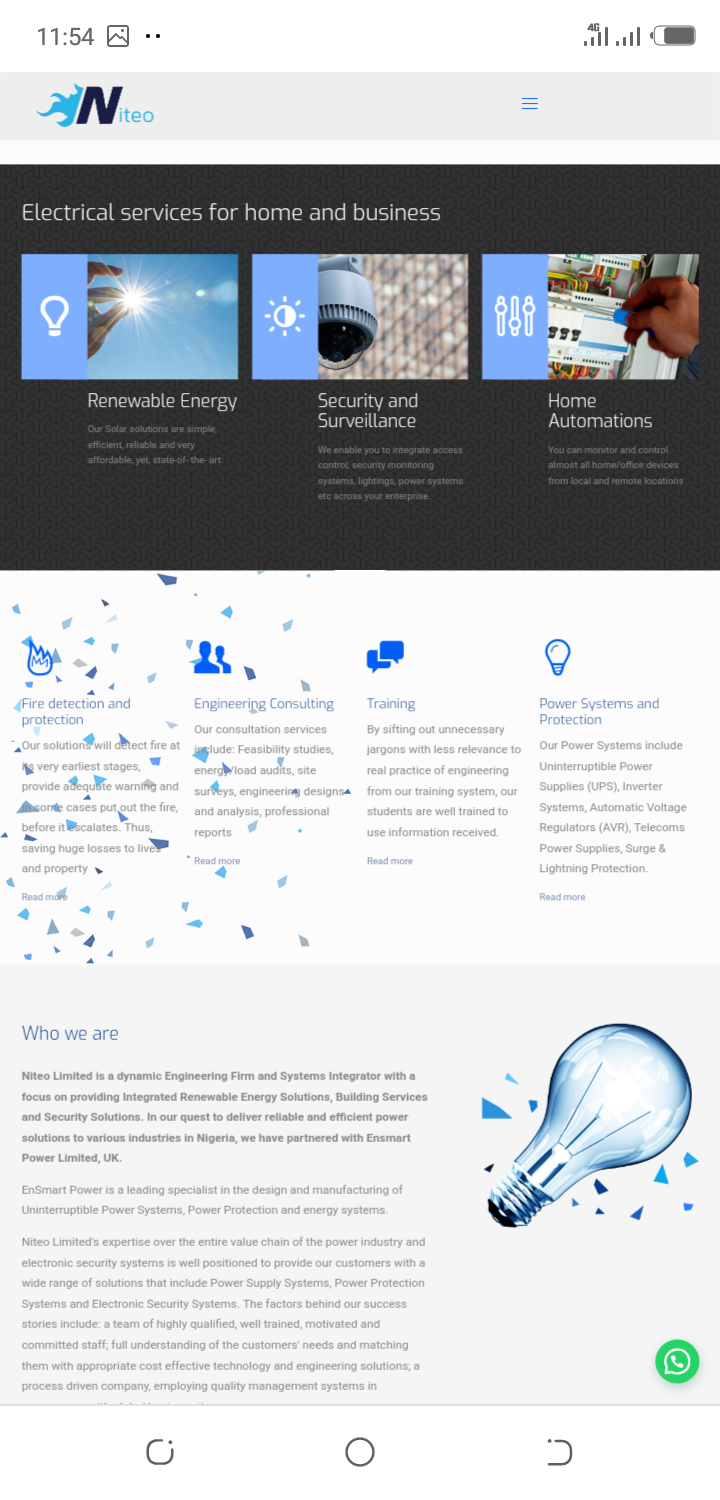 11:54
4G
Niteo
Electrical services for home and business
Renewable Energy
Our Solar solutions are simple,
efficient, reliable and very
affordable, yet, state-of- the- art.
Security and
Surveillance
We enable you to integrate access
control, security monitoring
systems, lightings, power systems
etc across your enterprise.
Home
Automations
You can monitor and control
almost all home/office devices
from local and remote locations
Fire detection and
protection
Our solutions will detect fire at
its very earliest stages,
provide adequate warning and
in some cases put out the fire,
before it escalates. Thus,
saving huge losses to lives
and property
Read more
Engineering Consulting
Our consultation services
include: Feasibility studies,
energy/load audits, site
surveys, engineering designs
and analysis, professional
reports
Read more
Training
By sifting out unnecessary
jargons with less relevance to
real practice of engineering
from our training system, our
students are well trained to
use information received.
Read more
Power Systems and
Protection
Our Power Systems include
Uninterruptible Power
Supplies (UPS), Inverter
Systems, Automatic Voltage
Regulators (AVR), Telecoms
Power Supplies, Surge &
Lightning Protection.
Read more
Who we are
Niteo Limited is a dynamic Engineering Firm and Systems Integrator with a
focus on providing Integrated Renewable Energy Solutions, Building Services
and Security Solutions. In our quest to deliver reliable and efficient power
solutions to various industries in Nigeria, we have partnered with Ensmart
Power Limited, UK.
EnSmart Power is a leading specialist in the design and manufacturing of
Uninterruptible Power Systems, Power Protection and energy systems.
Niteo Limited's expertise over the entire value chain of the power industry and
electronic security systems is well positioned to provide our customers with a
wide range of solutions that include Power Supply Systems, Power Protection
Systems and Electronic Security Systems. The factors behind our success
stories include: a team of highly qualified, well trained, motivated and
committed staff; full understanding of the customers' needs and matching
them with appropriate cost effective technology and engineering solutions; a
process driven company, employing quality management systems in